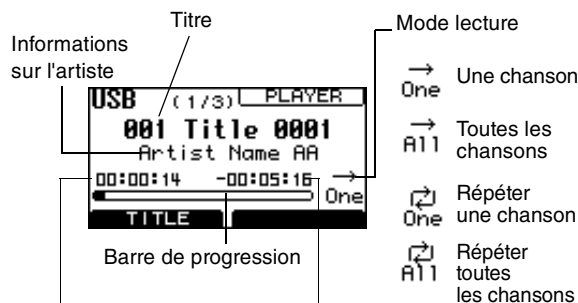 Titre
Mode lecture
Informations
sur l'artiste
USB (1/3) PLAYER
001 Title 0001
Artist Name AA
00:00:14 -00:05:16
One
TITLE
Barre de progression
One Une chanson
All Toutes les
chansons
One Répéter
une chanson
All Répéter
toutes
les chansons